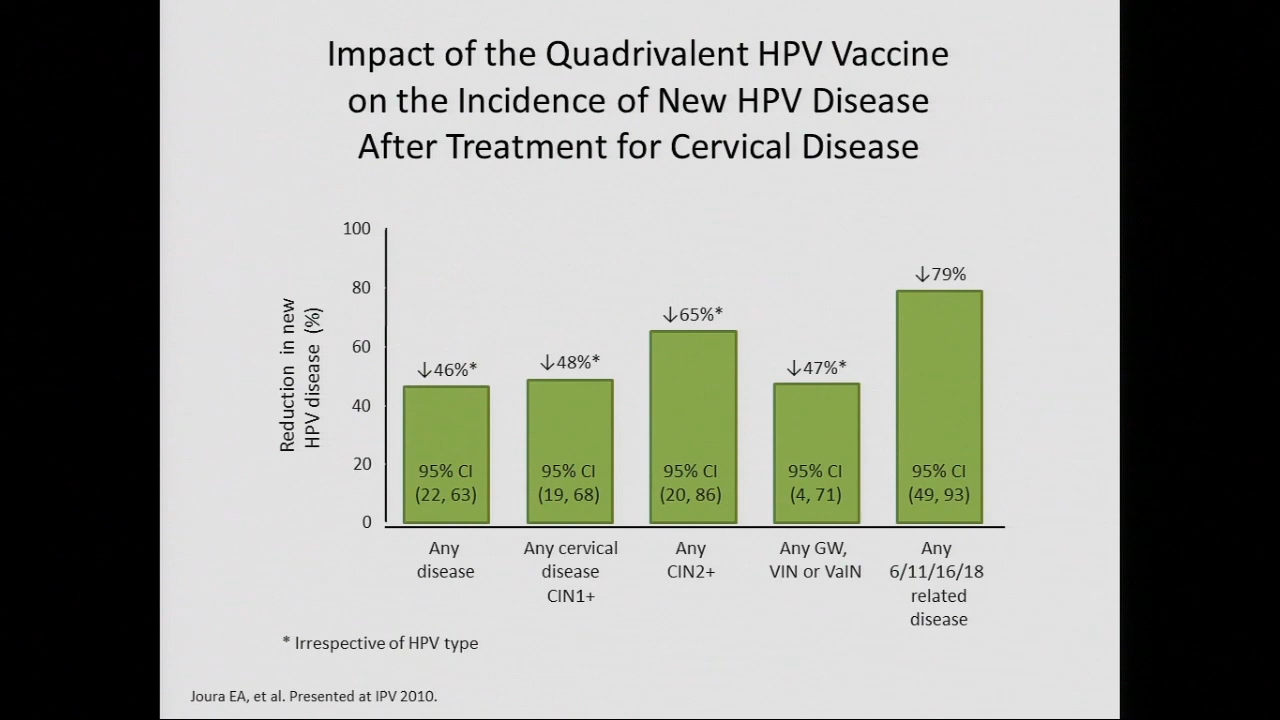 Impact of the Quadrivalent HPV Vaccine
on the Incidence of New HPV Disease
After Treatment for Cervical Disease
Reduction in new
HPV disease (%)
100
80
60
40
20
0
↓46%*
↓48%*
↓65%*
↓47%*
↓79%
95% CI
(22, 63)
95% CI
(19, 68)
95% CI
(20, 86)
95% CI
(4, 71)
95% CI
(49, 93)
Any
disease
Any cervical
disease
CIN1+
Any
CIN2+
Any GW,
VIN or VaIN
Any
6/11/16/18
related
disease
* Irrespective of HPV type
Joura EA, et al. Presented at IPV 2010.